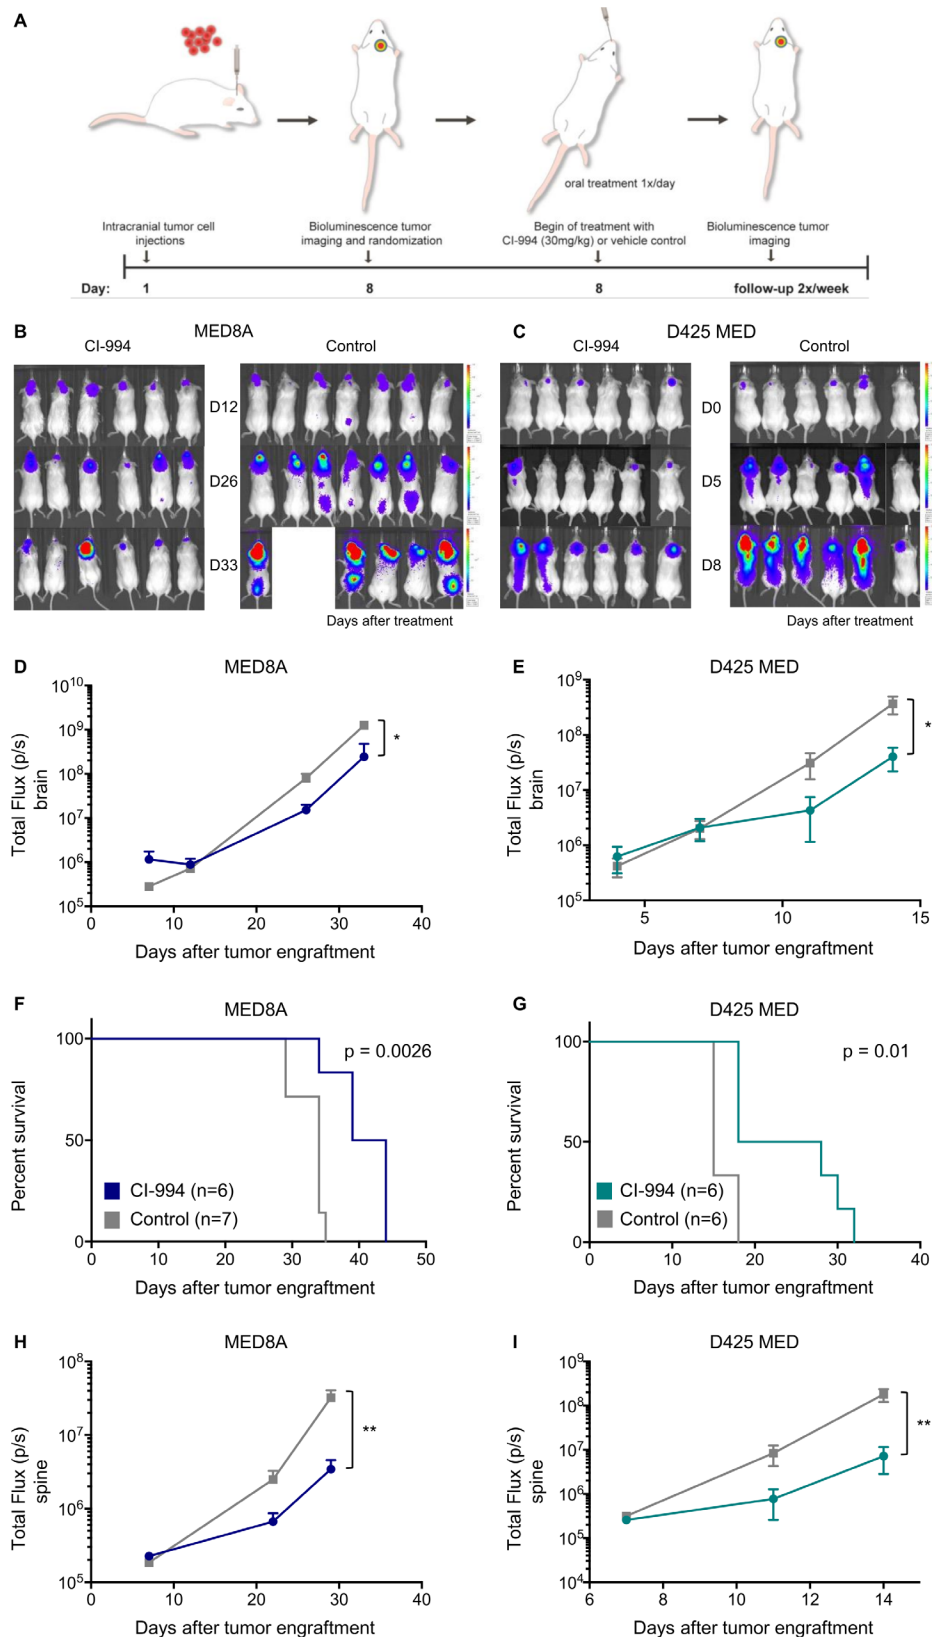 A
oral treatment 1x/day
Intracranial tumor cell
injections
Bioluminescence tumor
imaging and randomization
Begin of treatment with
CI-994 (30mg/kg) or vehicle control
Bioluminescence tumor
imaging
Day: 1 8 8 follow-up 2x/week
B MED8A
CI-994 Control
D12
D26
D33
Days after treatment
C D425 MED
CI-994 Control
D0
D5
D8
Days after treatment
D MED8A
Total Flux (p/s)
brain
10^10
10^9
10^8
10^7
10^6
10^5
*
0 10 20 30 40
Days after tumor engraftment
E D425 MED
Total Flux (p/s)
brain
10^9
10^8
10^7
10^6
10^5
*
5 10 15
Days after tumor engraftment
F MED8A
Percent survival
100
50
0
p = 0.0026
CI-994 (n=6)
Control (n=7)
0 10 20 30 40 50
Days after tumor engraftment
G D425 MED
Percent survival
100
50
0
p = 0.01
CI-994 (n=6)
Control (n=6)
0 10 20 30 40
Days after tumor engraftment
H MED8A
Total Flux (p/s)
spine
10^8
10^7
10^6
10^5
**
0 10 20 30 40
Days after tumor engraftment
I D425 MED
Total Flux (p/s)
spine
10^9
10^8
10^7
10^6
10^5
10^4
**
6 8 10 12 14
Days after tumor engraftment